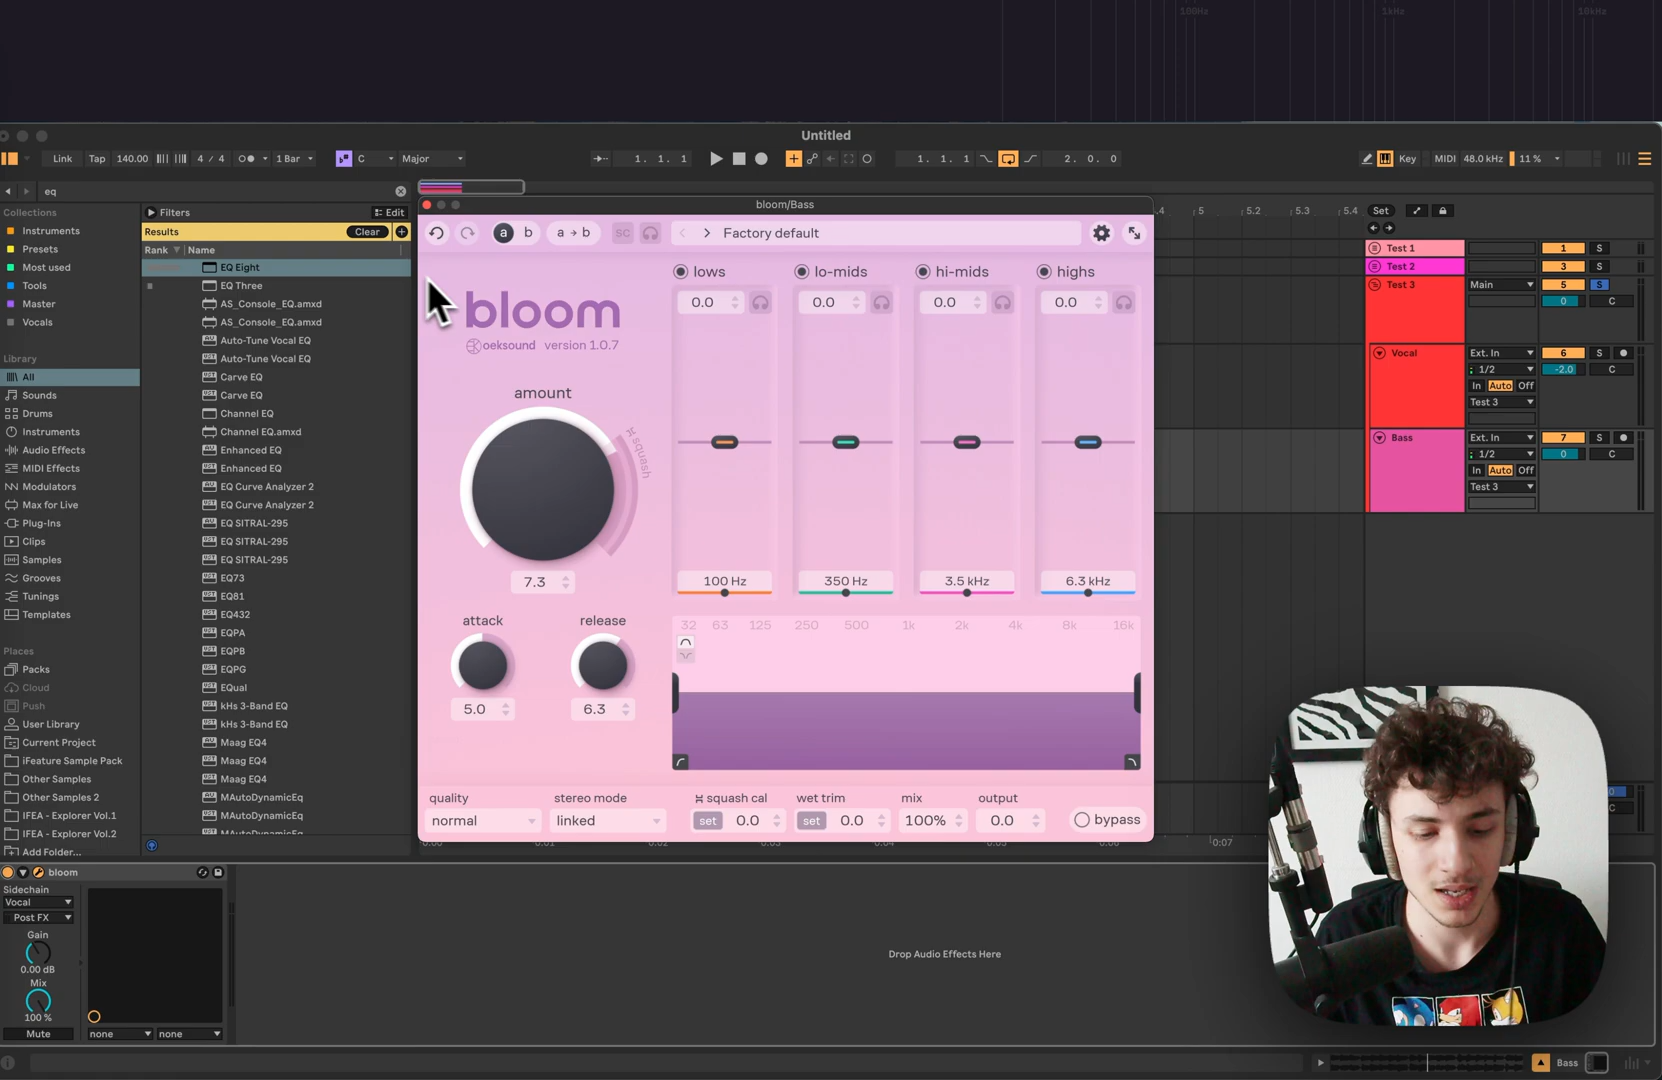 100Hz 1kHz 10kHz
Untitled
Link Tap 140.00 4 / 4 1 Bar C Major 1. 1. 1 1. 1. 1 2. 0. 0 Key MIDI 48.0 kHz 11 %
eq
Collections
Instruments
Presets
Most used
Tools
Master
Vocals
Library
All
Sounds
Drums
Instruments
Audio Effects
MIDI Effects
Modulators
Max for Live
Plug-Ins
Clips
Samples
Grooves
Tunings
Templates
Places
Packs
Cloud
Push
User Library
Current Project
iFeature Sample Pack
Other Samples
Other Samples 2
IFEA - Explorer Vol.1
IFEA - Explorer Vol.2
Add Folder...
Filters Edit
Results Clear
Rank Name
EQ Eight
EQ Three
AS_Console_EQ.amxd
AS_Console_EQ.amxd
Auto-Tune Vocal EQ
Auto-Tune Vocal EQ
Carve EQ
Carve EQ
Channel EQ
Channel EQ.amxd
Enhanced EQ
Enhanced EQ
EQ Curve Analyzer 2
EQ Curve Analyzer 2
EQ SITRAL-295
EQ SITRAL-295
EQ SITRAL-295
EQ73
EQ81
EQ432
EQPA
EQPB
EQPG
EQual
kHs 3-Band EQ
kHs 3-Band EQ
Maag EQ4
Maag EQ4
Maag EQ4
MAutoDynamicEq
MAutoDynamicEq
MAutoDynamicEq
bloom/Bass
a b a → b SC Factory default
bloom
oeksound version 1.0.7
amount
squash
7.3
attack release
5.0 6.3
lows lo-mids hi-mids highs
0.0 0.0 0.0 0.0
100 Hz 350 Hz 3.5 kHz 6.3 kHz
32 63 125 250 500 1k 2k 4k 8k 16k
quality stereo mode squash cal wet trim mix output
normal linked set 0.0 set 0.0 100% 0.0 bypass
5 5.2 5.3 5.4 Set
Test 1 1 S
Test 2 3 S
Test 3 Main 5 S
0 C
Vocal Ext. In 6 S
1/2 -2.0 C
In Auto Off
Test 3
Bass Ext. In 7 S
1/2 0 C
In Auto Off
Test 3
0:07
bloom
Sidechain
Vocal
Post FX
Gain
0.00 dB
Mix
100 %
Mute none none
Drop Audio Effects Here
Bass